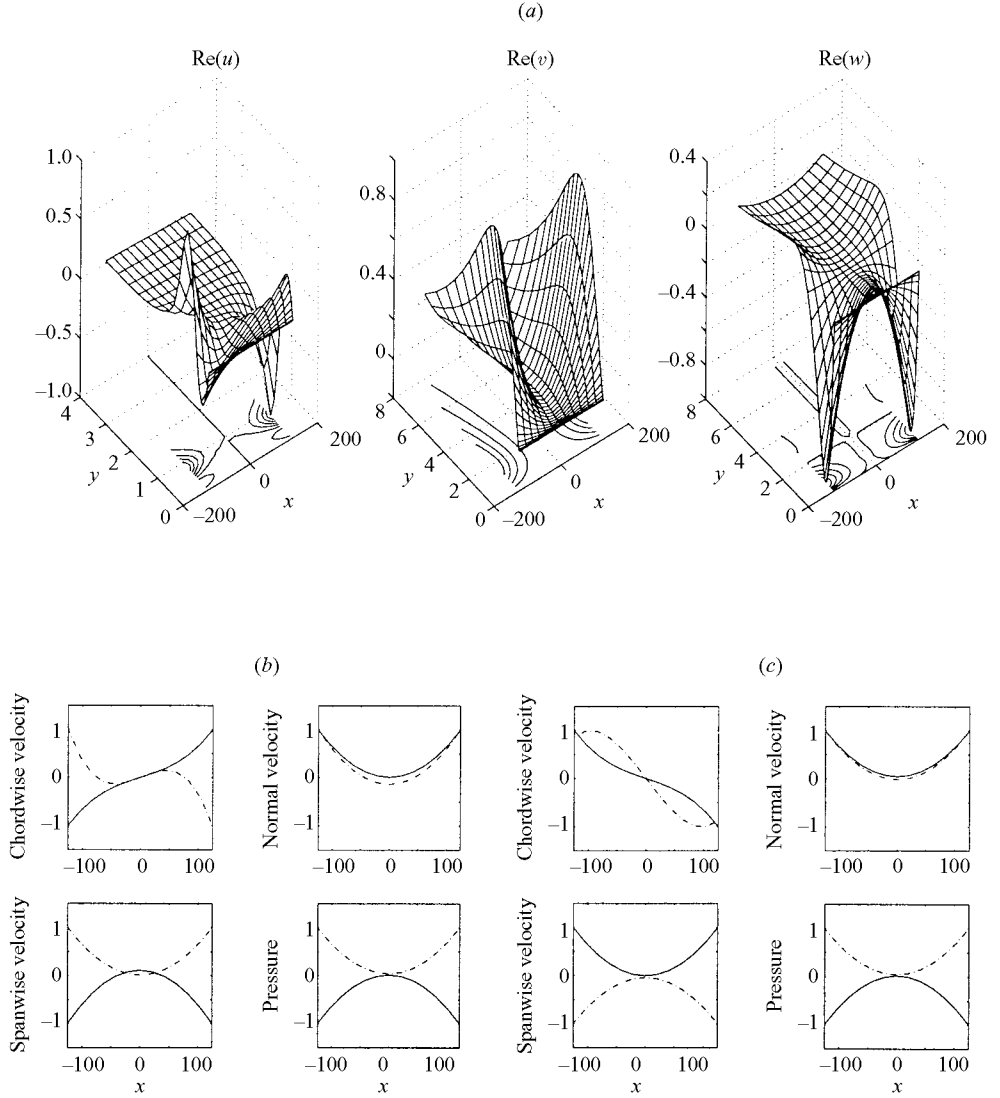 (a)
Re(u) Re(v) Re(w)
1.0
0.5
0
–0.5
–1.0
4
3
2
1
0
y
–200
0
200
x
0.8
0.4
0
8
6
4
2
0
y
–200
0
200
x
0.4
0
–0.4
–0.8
8
6
4
2
0
y
–200
0
200
x
(b)
(c)
Chordwise velocity
1
0
–1
–100 0 100
Normal velocity
1
0
–1
–100 0 100
Chordwise velocity
1
0
–1
–100 0 100
Normal velocity
1
0
–1
–100 0 100
Spanwise velocity
1
0
–1
–100 0 100
x
Pressure
1
0
–1
–100 0 100
x
Spanwise velocity
1
0
–1
–100 0 100
x
Pressure
1
0
–1
–100 0 100
x